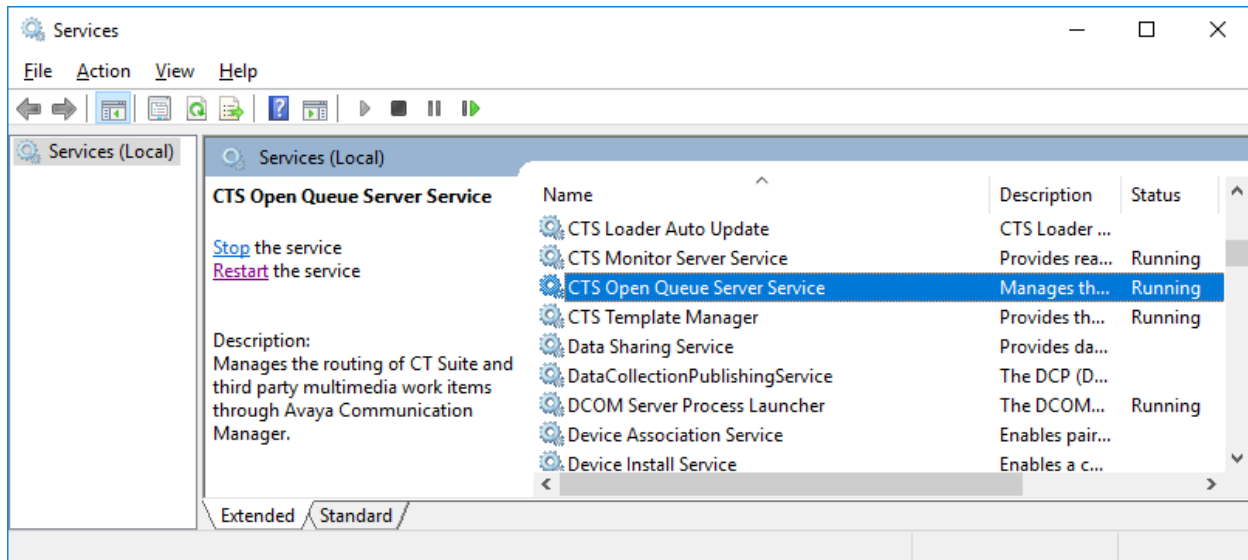 Services
File Action View Help
Services (Local)
Services (Local)
CTS Open Queue Server Service
Stop the service
Restart the service
Description:
Manages the routing of CT Suite and
third party multimedia work items
through Avaya Communication
Manager.
Name Description Status
CTS Loader Auto Update CTS Loader ...
CTS Monitor Server Service Provides rea... Running
CTS Open Queue Server Service Manages th... Running
CTS Template Manager Provides th... Running
Data Sharing Service Provides da...
DataCollectionPublishingService The DCP (D...
DCOM Server Process Launcher The DCOM... Running
Device Association Service Enables pair...
Device Install Service Enables a c...
Extended Standard